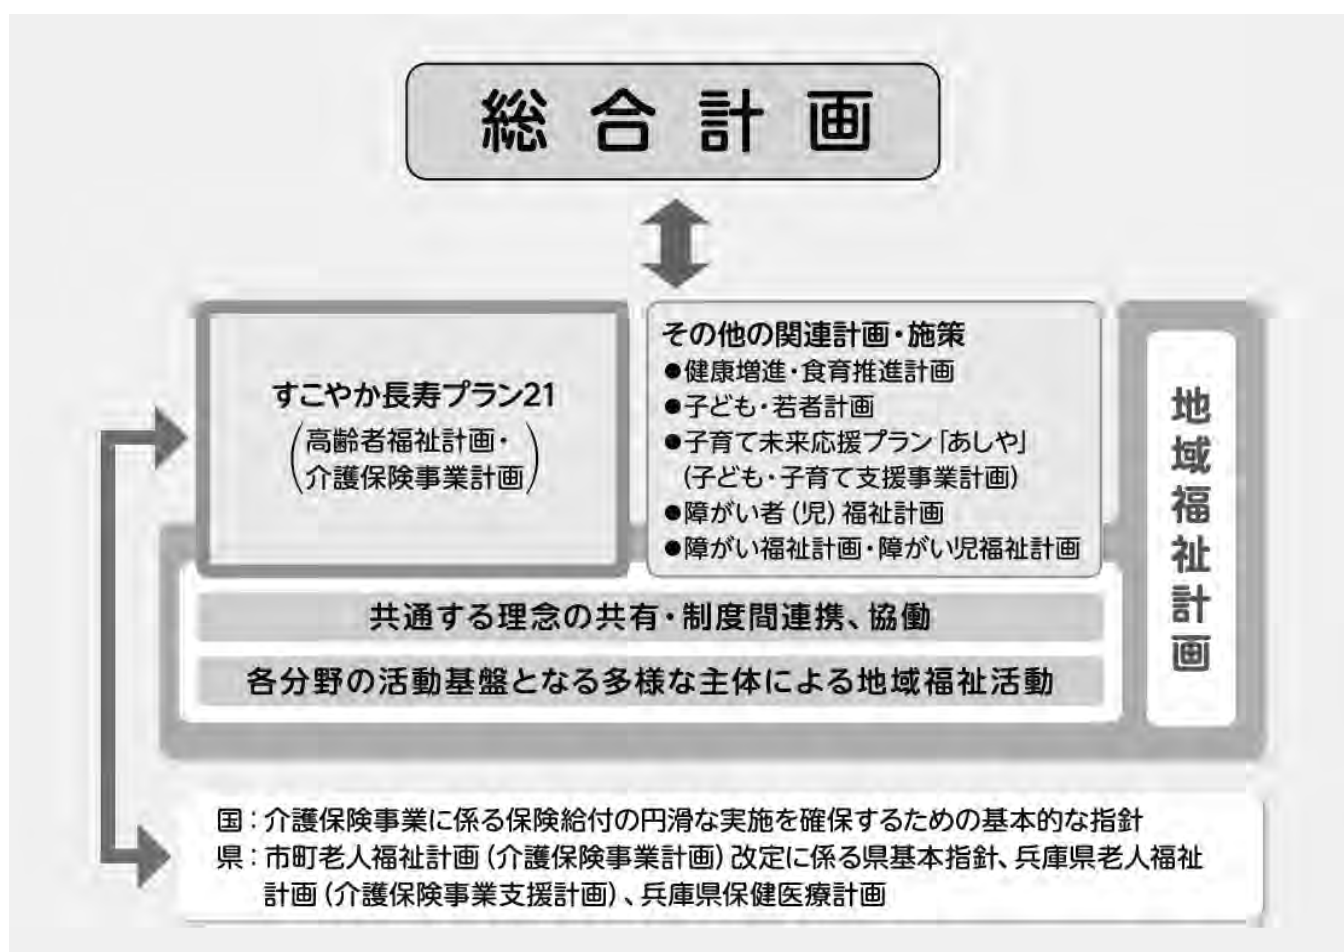 総合計画
すこやか長寿プラン21
(高齢者福祉計画・
介護保険事業計画)
その他の関連計画・施策
●健康増進・食育推進計画
●子ども・若者計画
●子育て未来応援プラン「あしや」
(子ども・子育て支援事業計画)
●障がい者(児)福祉計画
●障がい福祉計画・障がい児福祉計画
地域福祉計画
共通する理念の共有・制度間連携、協働
各分野の活動基盤となる多様な主体による地域福祉活動
国:介護保険事業に係る保険給付の円滑な実施を確保するための基本的な指針
県:市町老人福祉計画(介護保険事業計画)改定に係る県基本指針、兵庫県老人福祉
計画(介護保険事業支援計画)、兵庫県保健医療計画